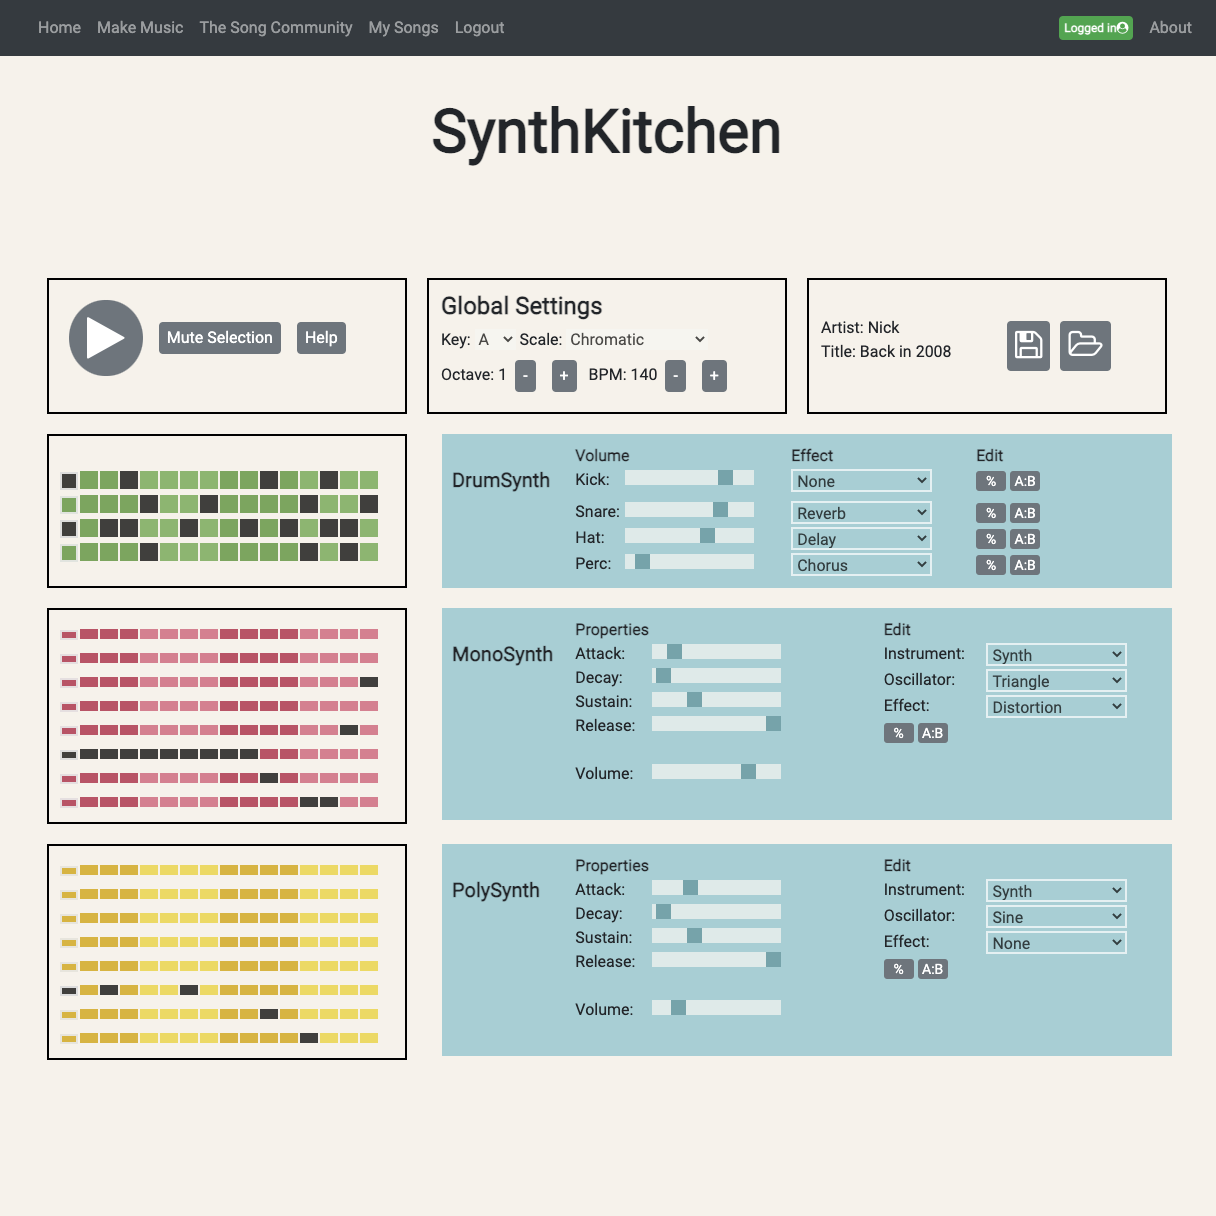 Home Make Music The Song Community My Songs Logout Logged in About
SynthKitchen
Mute Selection Help
Global Settings
Key: A Scale: Chromatic
Octave: 1 - + BPM: 140 - +
Artist: Nick
Title: Back in 2008
DrumSynth
Volume Effect Edit
Kick: None % A:B
Snare: Reverb % A:B
Hat: Delay % A:B
Perc: Chorus % A:B
MonoSynth
Properties Edit
Attack: Instrument: Synth
Decay: Oscillator: Triangle
Sustain: Effect: Distortion
Release: % A:B
Volume:
PolySynth
Properties Edit
Attack: Instrument: Synth
Decay: Oscillator: Sine
Sustain: Effect: None
Release: % A:B
Volume: